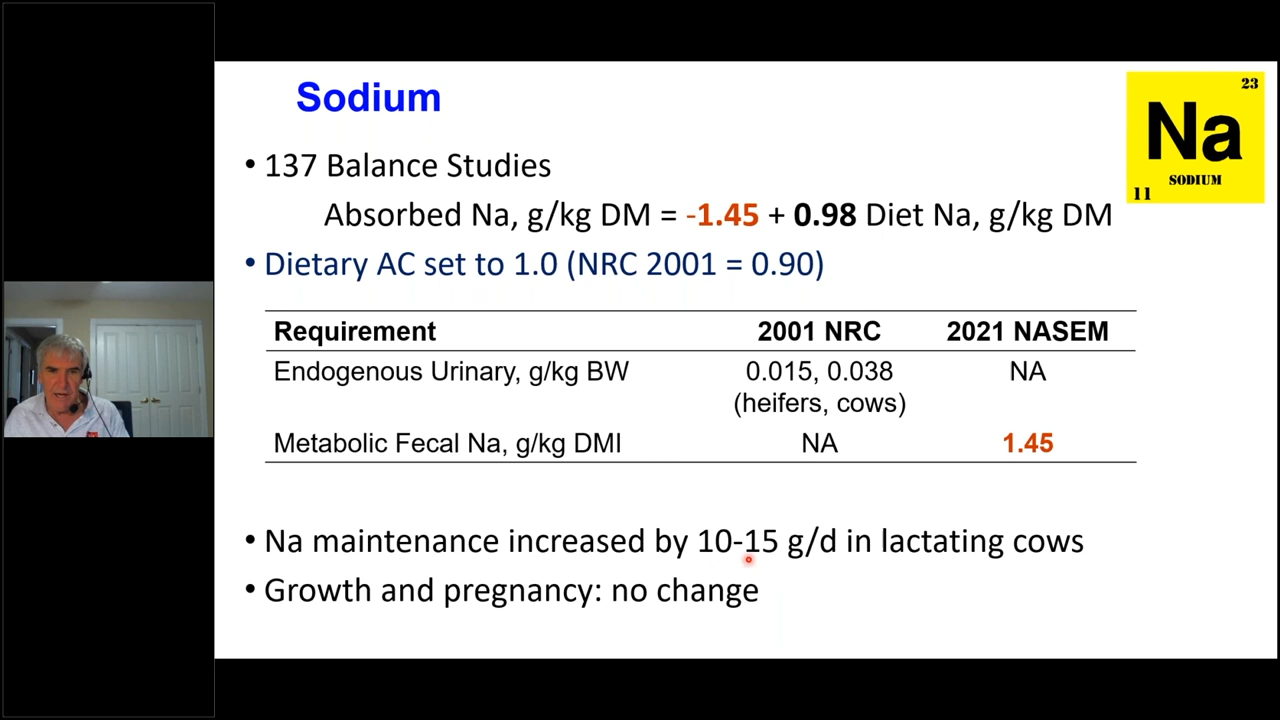 Sodium
23
Na
SODIUM
11
• 137 Balance Studies
Absorbed Na, g/kg DM = -1.45 + 0.98 Diet Na, g/kg DM
• Dietary AC set to 1.0 (NRC 2001 = 0.90)
Requirement 2001 NRC 2021 NASEM
Endogenous Urinary, g/kg BW 0.015, 0.038 NA
(heifers, cows)
Metabolic Fecal Na, g/kg DMI NA 1.45
• Na maintenance increased by 10-15 g/d in lactating cows
• Growth and pregnancy: no change